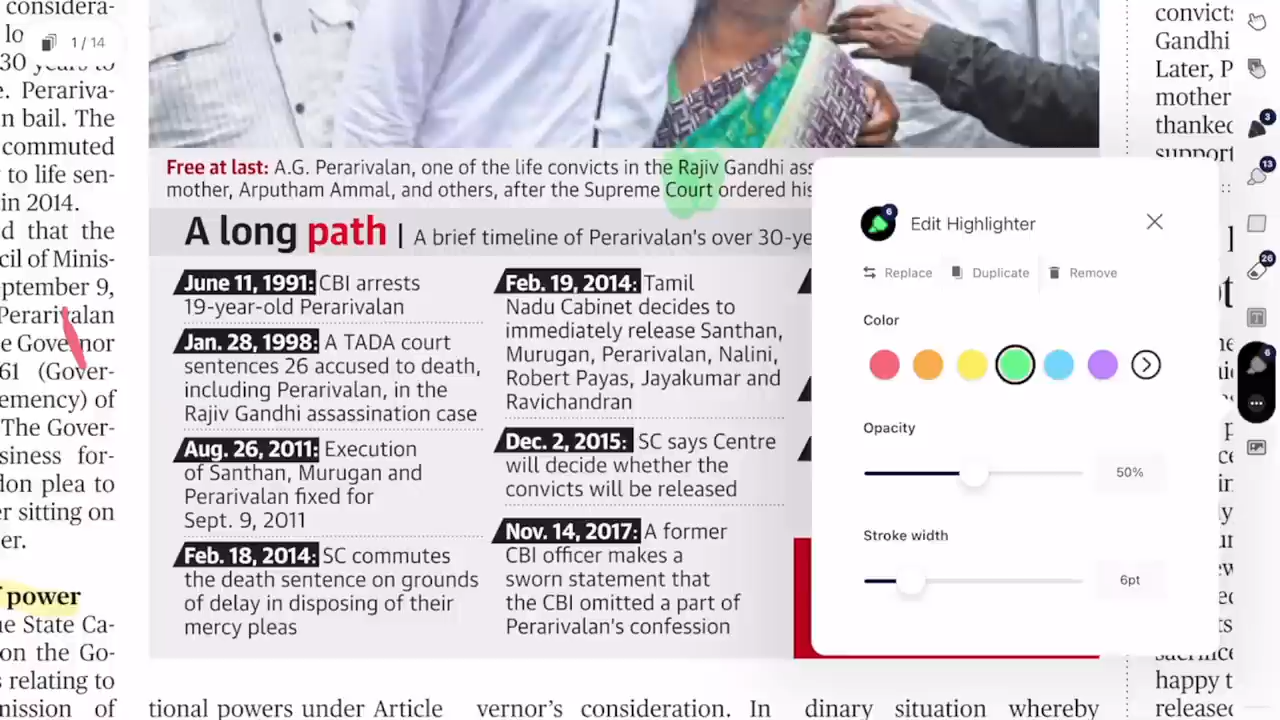 considera-
lo
1 / 14
30 years to
e. Perariva-
n bail. The
commuted
y to life sen-
in 2014.
d that the
cil of Minis-
eptember 9,
Perarivalan
e Governor
61 (Gover-
emency) of
The Gover-
siness for-
don plea to
er sitting on
er.
power
ne State Ca-
on the Go-
s relating to
mission of
Free at last: A.G. Perarivalan, one of the life convicts in the Rajiv Gandhi ass
mother, Arputham Ammal, and others, after the Supreme Court ordered his
A long path | A brief timeline of Perarivalan's over 30-ye
June 11, 1991: CBI arrests
19-year-old Perarivalan
Jan. 28, 1998: A TADA court
sentences 26 accused to death,
including Perarivalan, in the
Rajiv Gandhi assassination case
Aug. 26, 2011: Execution
of Santhan, Murugan and
Perarivalan fixed for
Sept. 9, 2011
Feb. 18, 2014: SC commutes
the death sentence on grounds
of delay in disposing of their
mercy pleas
Feb. 19, 2014: Tamil
Nadu Cabinet decides to
immediately release Santhan,
Murugan, Perarivalan, Nalini,
Robert Payas, Jayakumar and
Ravichandran
Dec. 2, 2015: SC says Centre
will decide whether the
convicts will be released
Nov. 14, 2017: A former
CBI officer makes a
sworn statement that
the CBI omitted a part of
Perarivalan's confession
tional powers under Article
vernor's consideration. In
dinary situation whereby
6
Edit Highlighter
Replace
Duplicate
Remove
Color
Opacity
50%
Stroke width
6pt
convicts
Gandhi
Later, P
mother
thanked
support
happy t
released
3
13
26
6